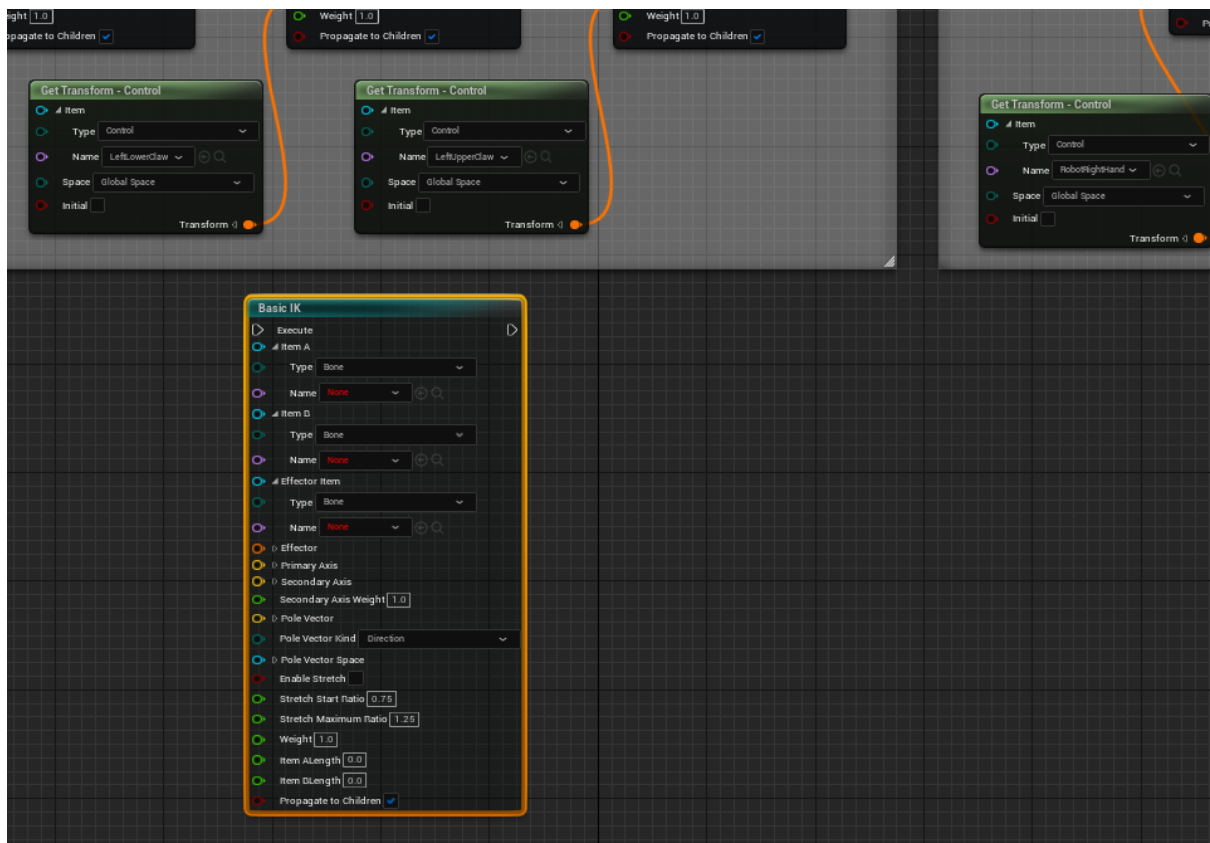 Weight 1.0
Weight 1.0
Propagate to Children
Propagate to Children
Get Transform - Control
Item
Type Control
Name LeftLowerClaw
Space Global Space
Initial
Transform
Get Transform - Control
Item
Type Control
Name LeftUpperClaw
Space Global Space
Initial
Transform
Get Transform - Control
Item
Type Control
Name RobotRightHand
Space Global Space
Initial
Transform
Basic IK
Execute
Item A
Type Bone
Name None
Item B
Type Bone
Name None
Effector Item
Type Bone
Name None
Effector
Primary Axis
Secondary Axis
Secondary Axis Weight 1.0
Pole Vector
Pole Vector Kind Direction
Pole Vector Space
Enable Stretch
Stretch Start Ratio 0.75
Stretch Maximum Ratio 1.25
Weight 1.0
Item ALength 0.0
Item BLength 0.0
Propagate to Children